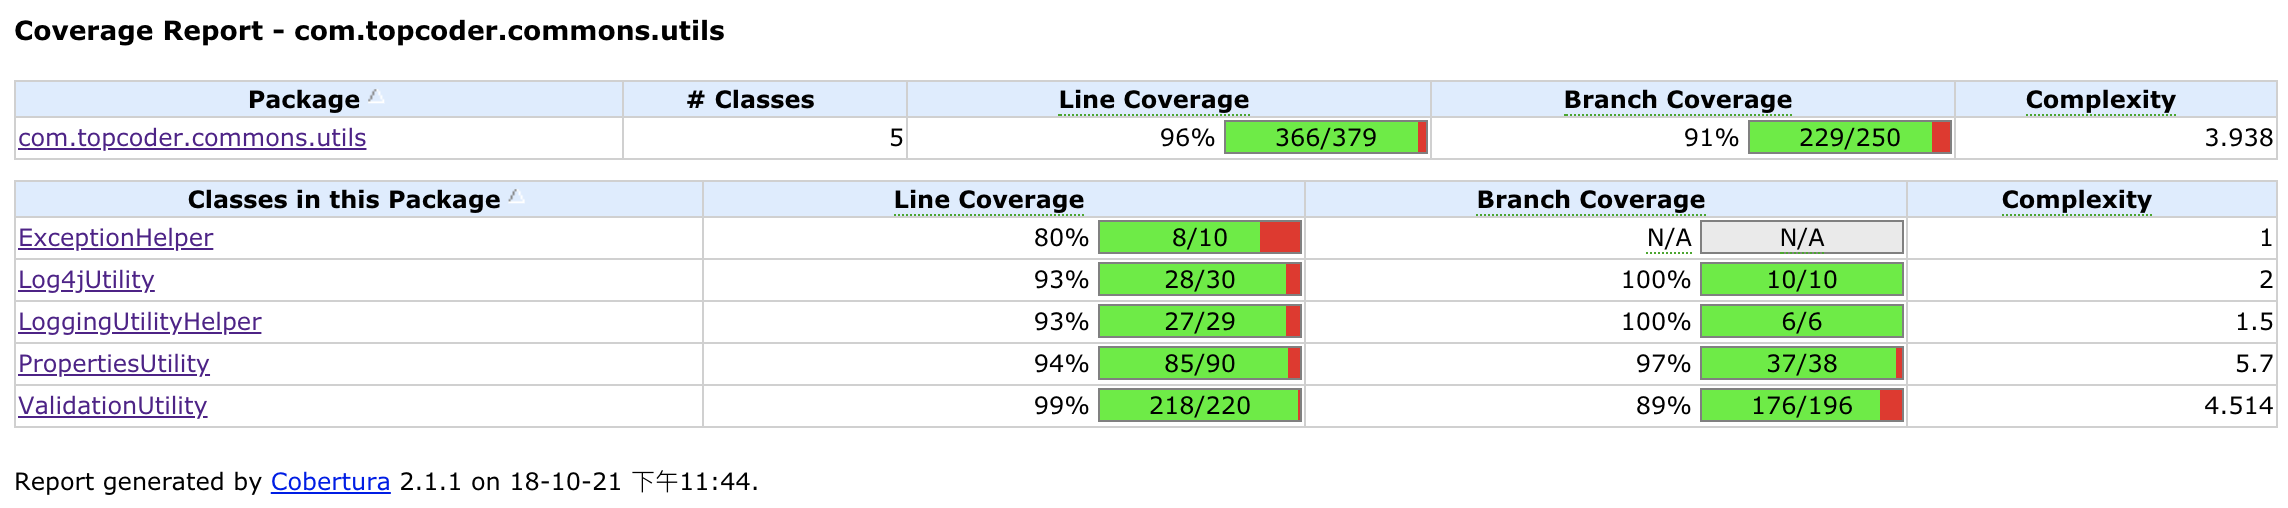 Coverage Report - com.topcoder.commons.utils
Package # Classes Line Coverage Branch Coverage Complexity
com.topcoder.commons.utils 5 96% 366/379 91% 229/250 3.938
Classes in this Package Line Coverage Branch Coverage Complexity
ExceptionHelper 80% 8/10 N/A N/A 1
Log4jUtility 93% 28/30 100% 10/10 2
LoggingUtilityHelper 93% 27/29 100% 6/6 1.5
PropertiesUtility 94% 85/90 97% 37/38 5.7
ValidationUtility 99% 218/220 89% 176/196 4.514
Report generated by Cobertura 2.1.1 on 18-10-21 下午11:44.